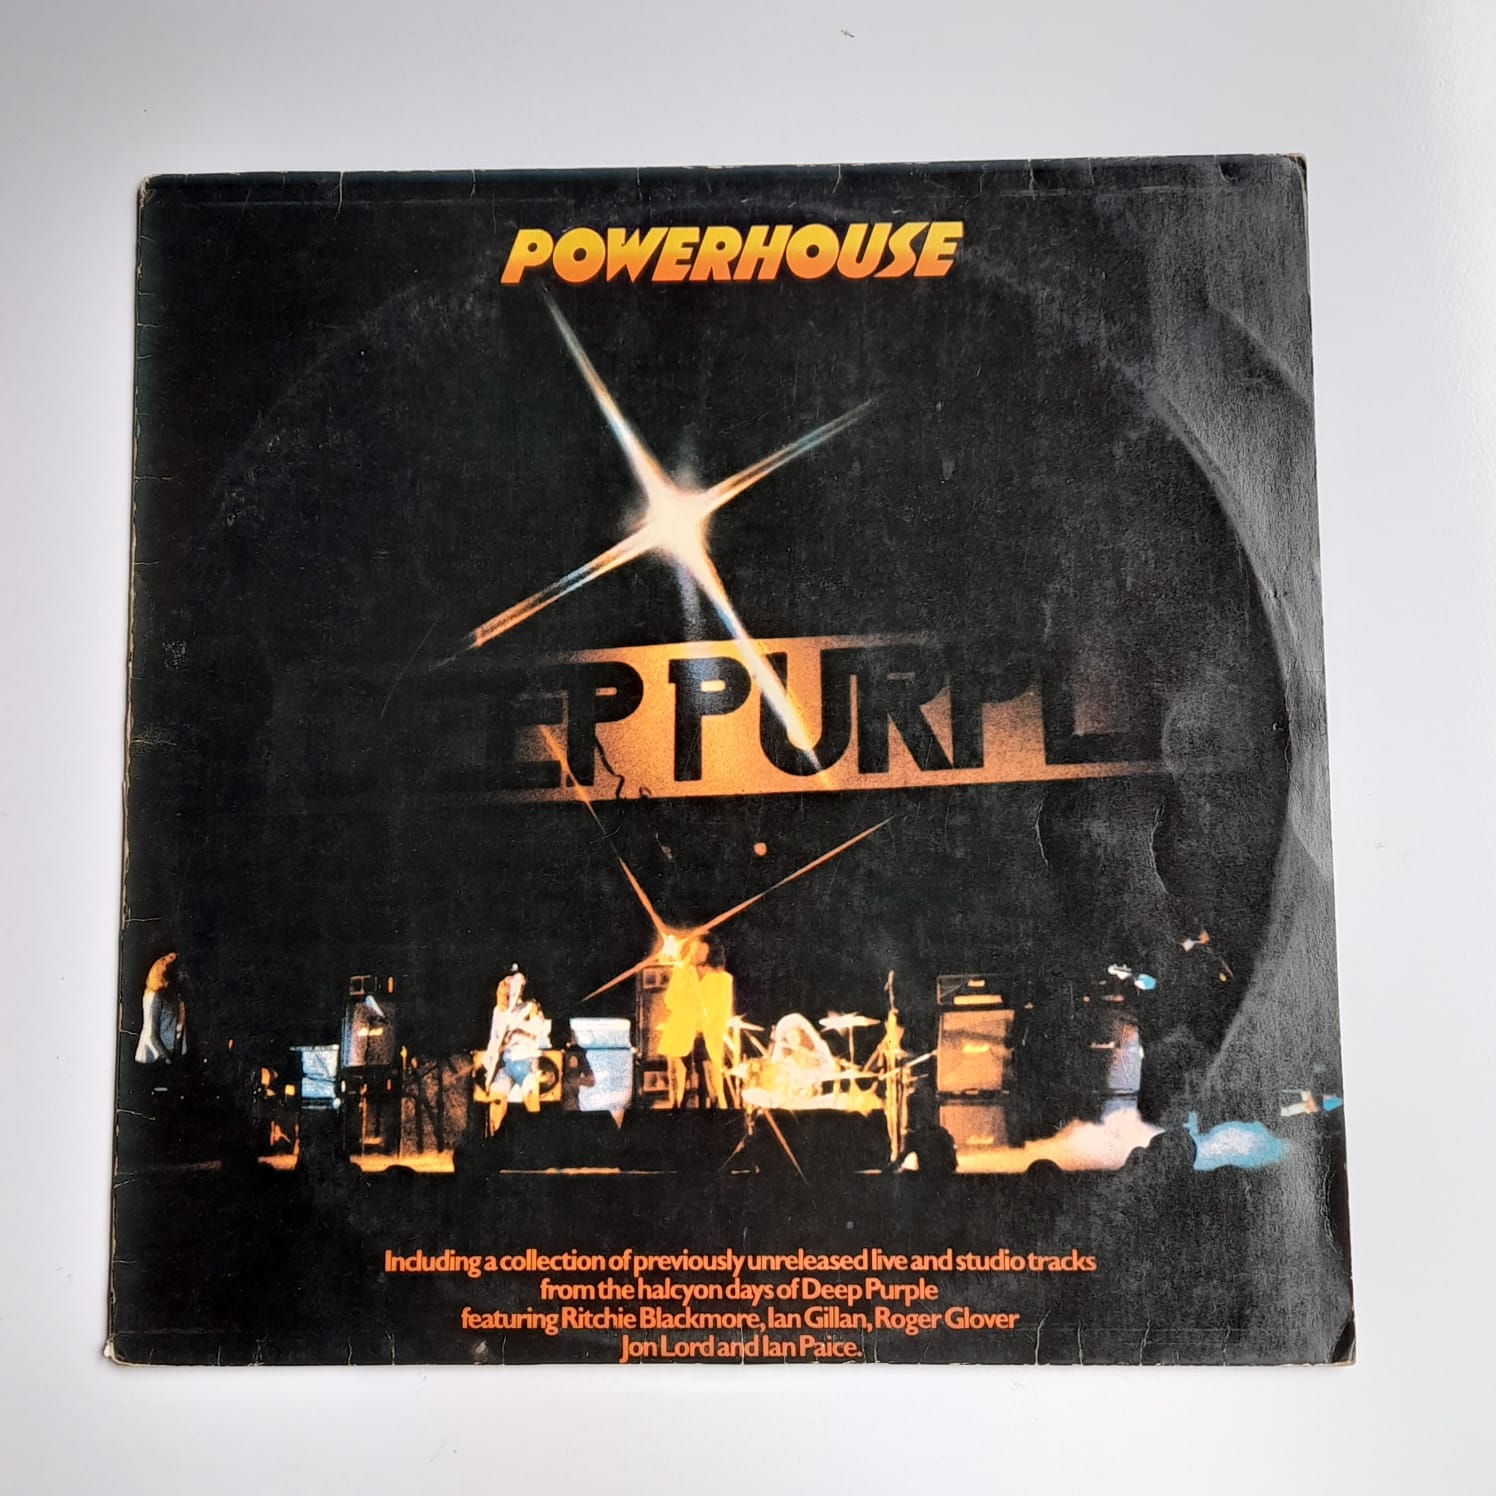 POWERHOUSE
EP PURPL
Including a collection of previously unreleased live and studio tracks
from the halcyon days of Deep Purple
featuring Ritchie Blackmore, Ian Gillan, Roger Glover
Jon Lord and Ian Paice.